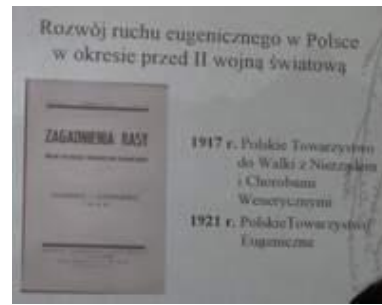 Rozwój ruchu eugenicznego w Polsce
w okresie przed II wojną światową
ZAGADNIENIA RASY
1917 r. Polskie Towarzystwo
do Walki z Nierządem
i Chorobami
Wenerycznymi
1921 r. Polskie Towarzystwo
Eugeniczne